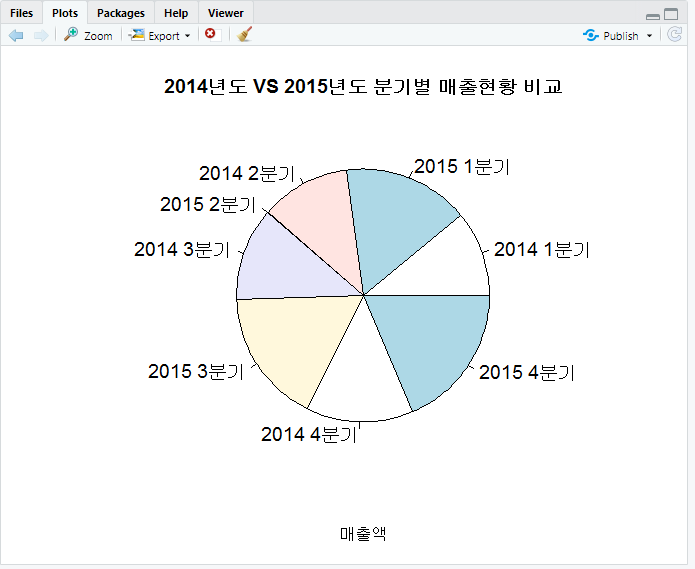 Files Plots Packages Help Viewer
Zoom Export Publish
2014년도 VS 2015년도 분기별 매출현황 비교
2014 2분기
2015 1분기
2015 2분기
2014 3분기
2014 1분기
2015 3분기
2015 4분기
2014 4분기
매출액